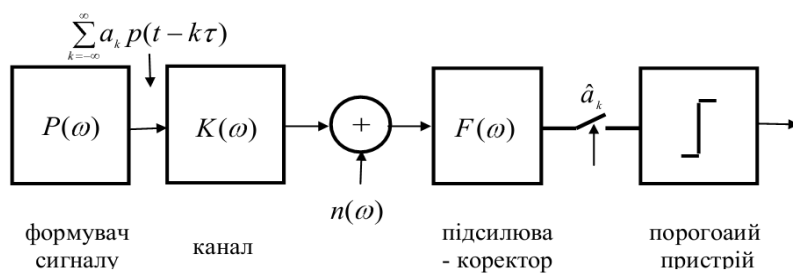 ∑_{k=-∞}^{∞} a_k p(t − kτ)
P(ω)
K(ω)
+
F(ω)
â_k
n(ω)
формувач
сигналу
канал
підсилюва
- коректор
порогоаий
пристрій